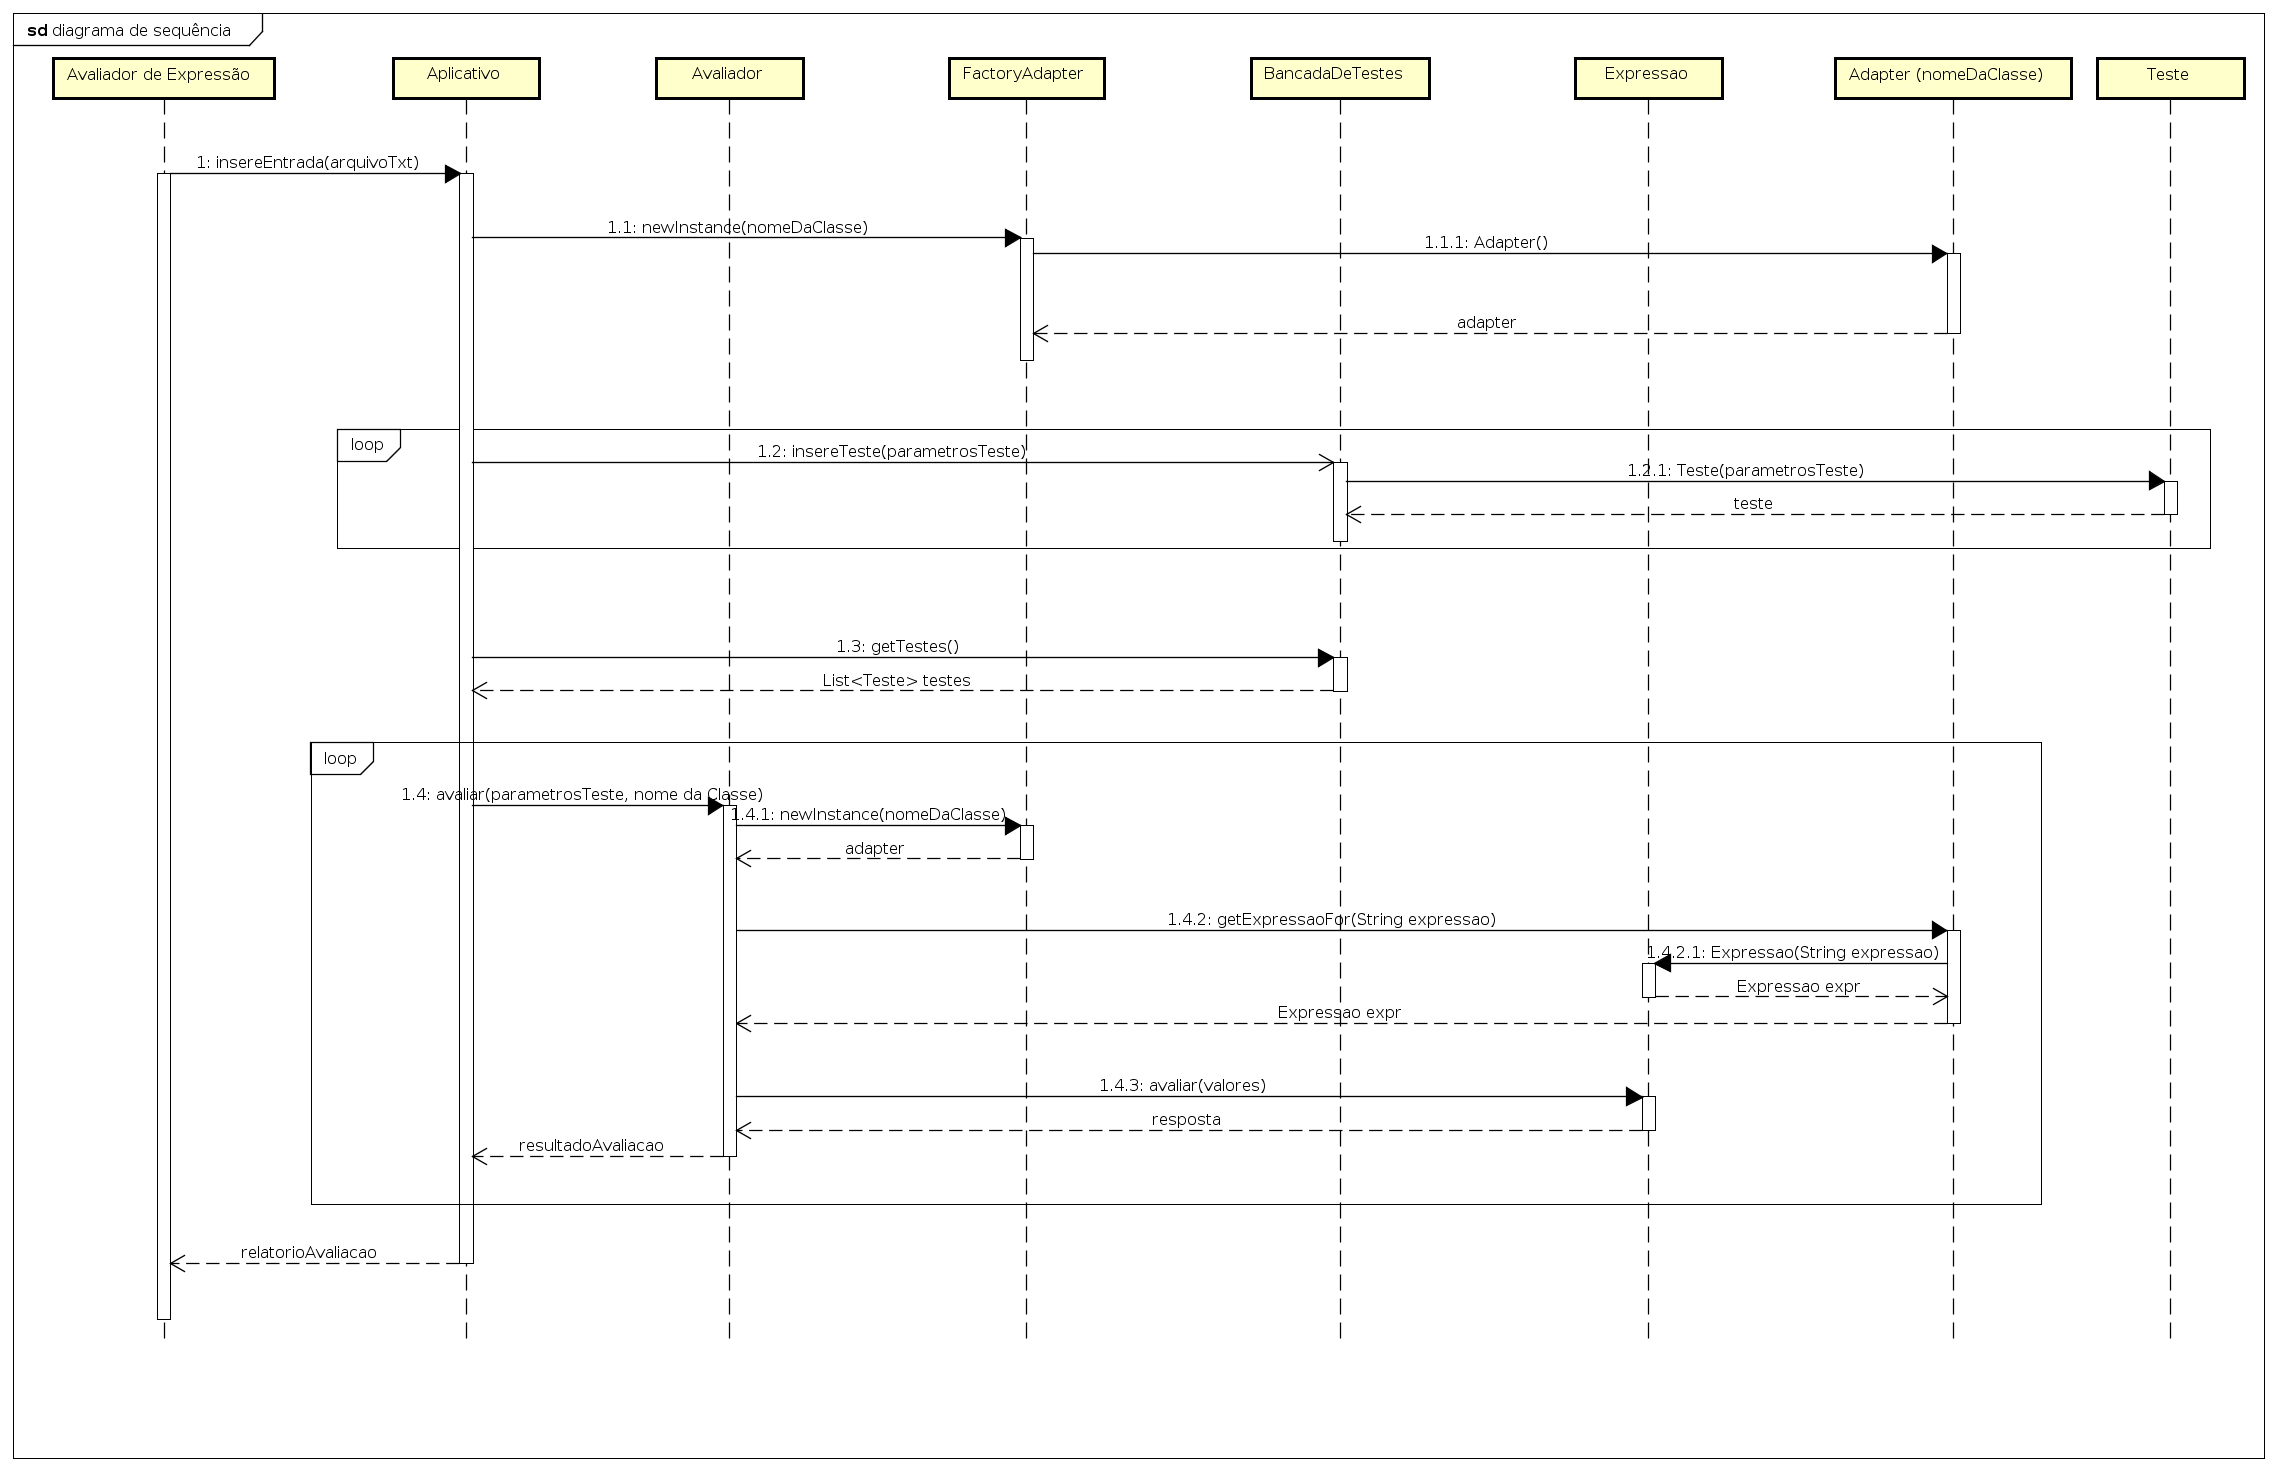 sd diagrama de sequência
Avaliador de Expressão
Aplicativo
Avaliador
FactoryAdapter
BancadaDeTestes
Expressao
Adapter (nomeDaClasse)
Teste
1: insereEntrada(arquivoTxt)
1.1: newInstance(nomeDaClasse)
1.1.1: Adapter()
adapter
loop
1.2: insereTeste(parametrosTeste)
1.2.1: Teste(parametrosTeste)
teste
1.3: getTestes()
List<Teste> testes
loop
1.4: avaliar(parametrosTeste, nome da Classe)
1.4.1: newInstance(nomeDaClasse)
adapter
1.4.2: getExpressaoFor(String expressao)
1.4.2.1: Expressao(String expressao)
Expressao expr
Expressao expr
1.4.3: avaliar(valores)
resposta
resultadoAvaliacao
relatorioAvaliacao